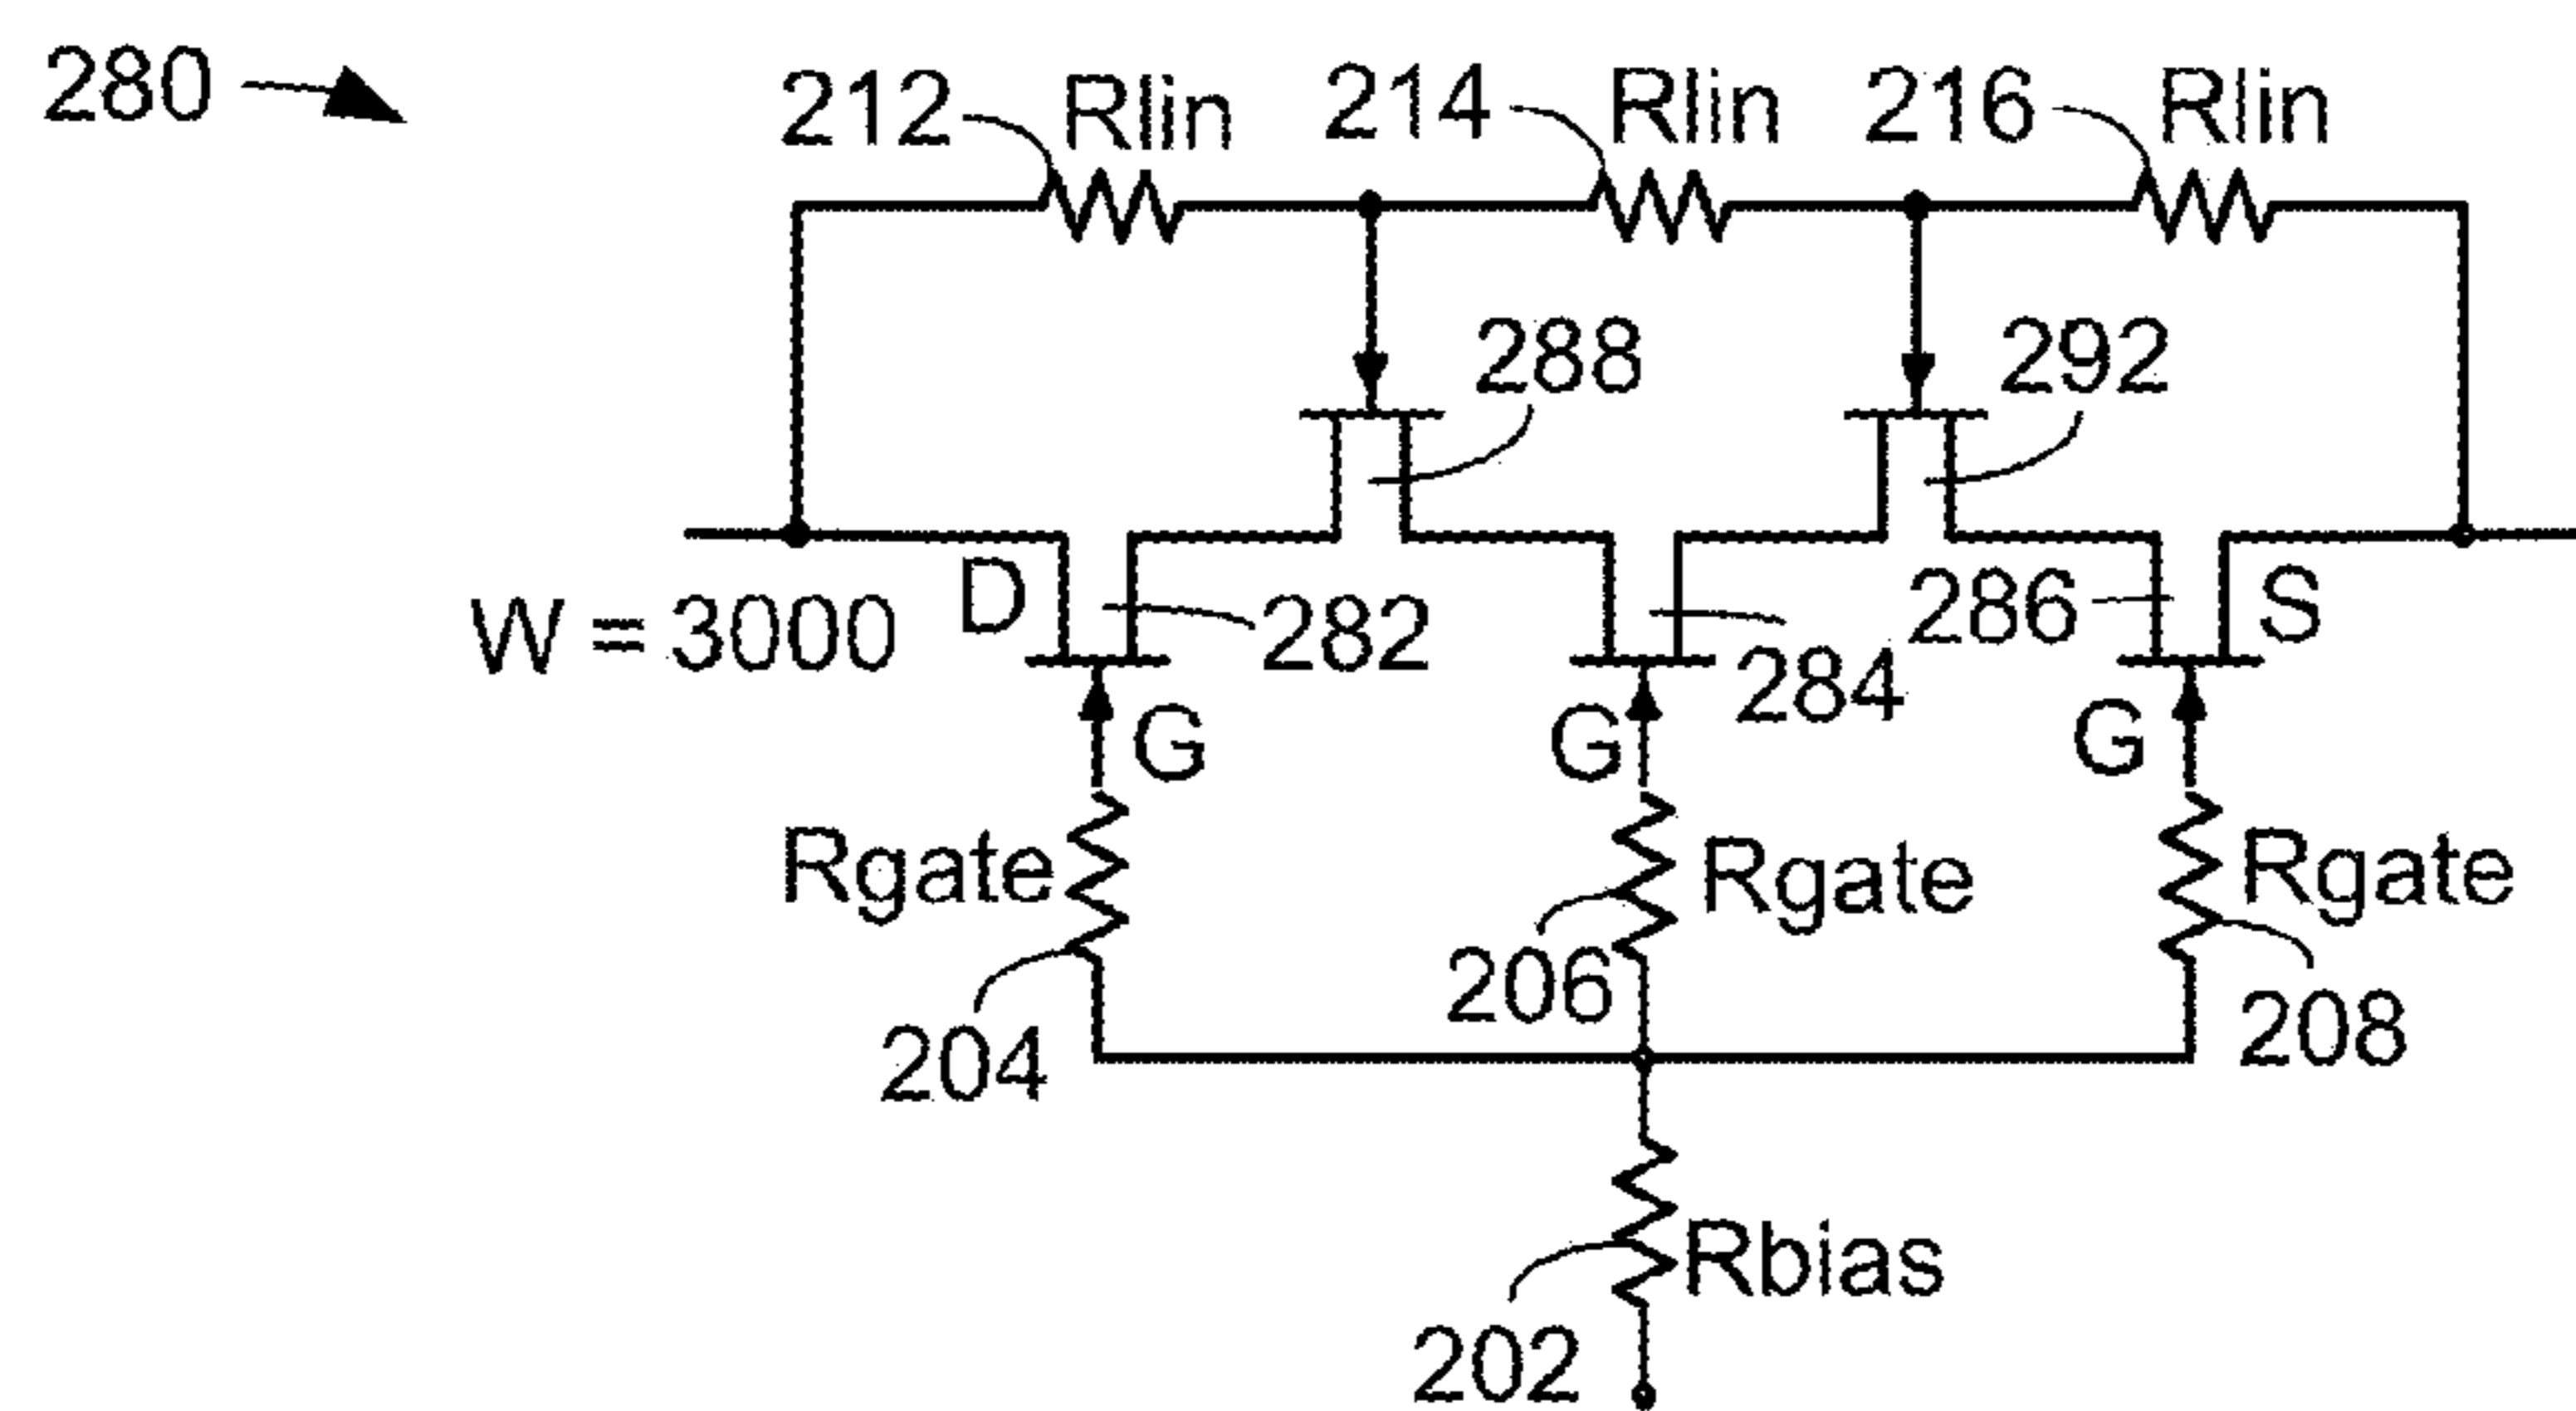 280
212 Rlin 214 Rlin 216 Rlin
288 292
W = 3000 D 282 284 286 S
G G G
Rgate Rgate Rgate
204 206 208
Rbias
202